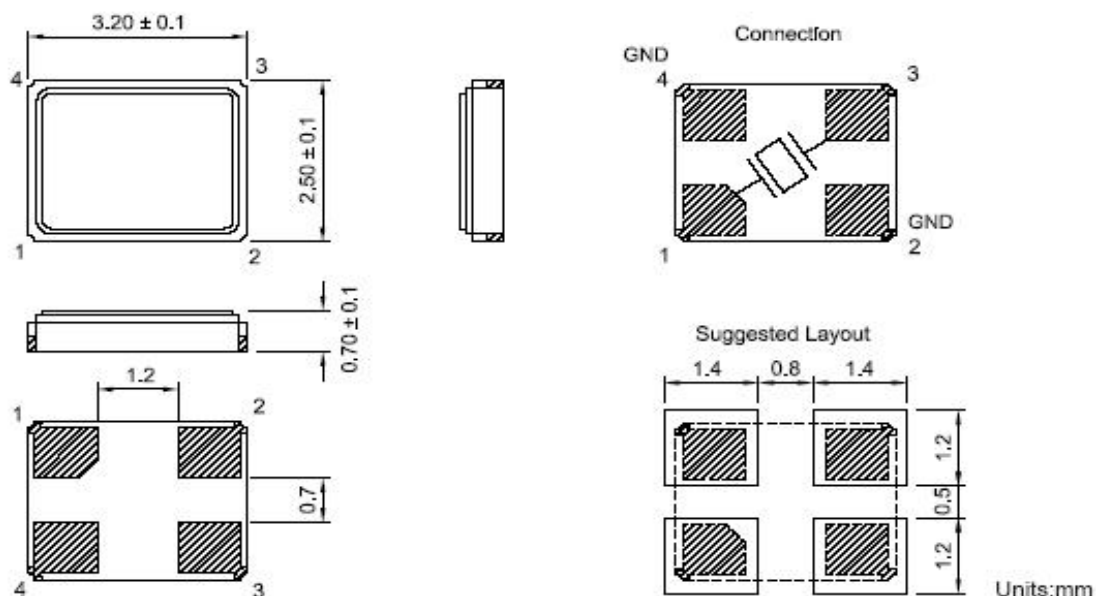 3.20 ± 0.1
4
3
2.50 ± 0.1
1
2
0.70 ± 0.1
1.2
1
2
0.7
4
3
Connection
GND
4
3
GND
1
2
Suggested Layout
1.4
0.8
1.4
1.2
0.5
1.2
Units:mm